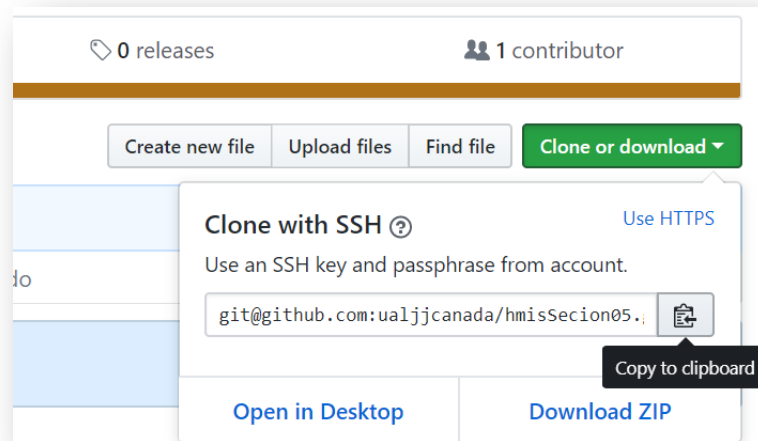 0 releases
1 contributor
Create new file
Upload files
Find file
Clone or download
Clone with SSH
Use HTTPS
Use an SSH key and passphrase from account.
do
git@github.com:ualjjcanada/hmisSecion05.
Copy to clipboard
Open in Desktop
Download ZIP